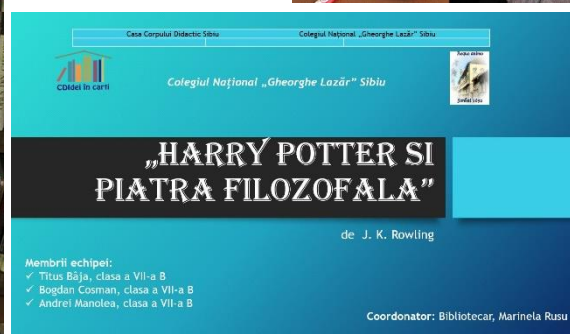 Casa Corpului Didactic Sibiu
Colegiul Național „Gheorghe Lazăr” Sibiu
CDIdei în carti
Colegiul Național „Gheorghe Lazăr” Sibiu
„HARRY POTTER SI
PIATRA FILOZOFALA”
de J. K. Rowling
Membrii echipei:
✓ Titus Bâja, clasa a VII-a B
✓ Bogdan Cosman, clasa a VII-a B
✓ Andrei Manolea, clasa a VII-a B
Coordonator: Bibliotecar, Marinela Rusu